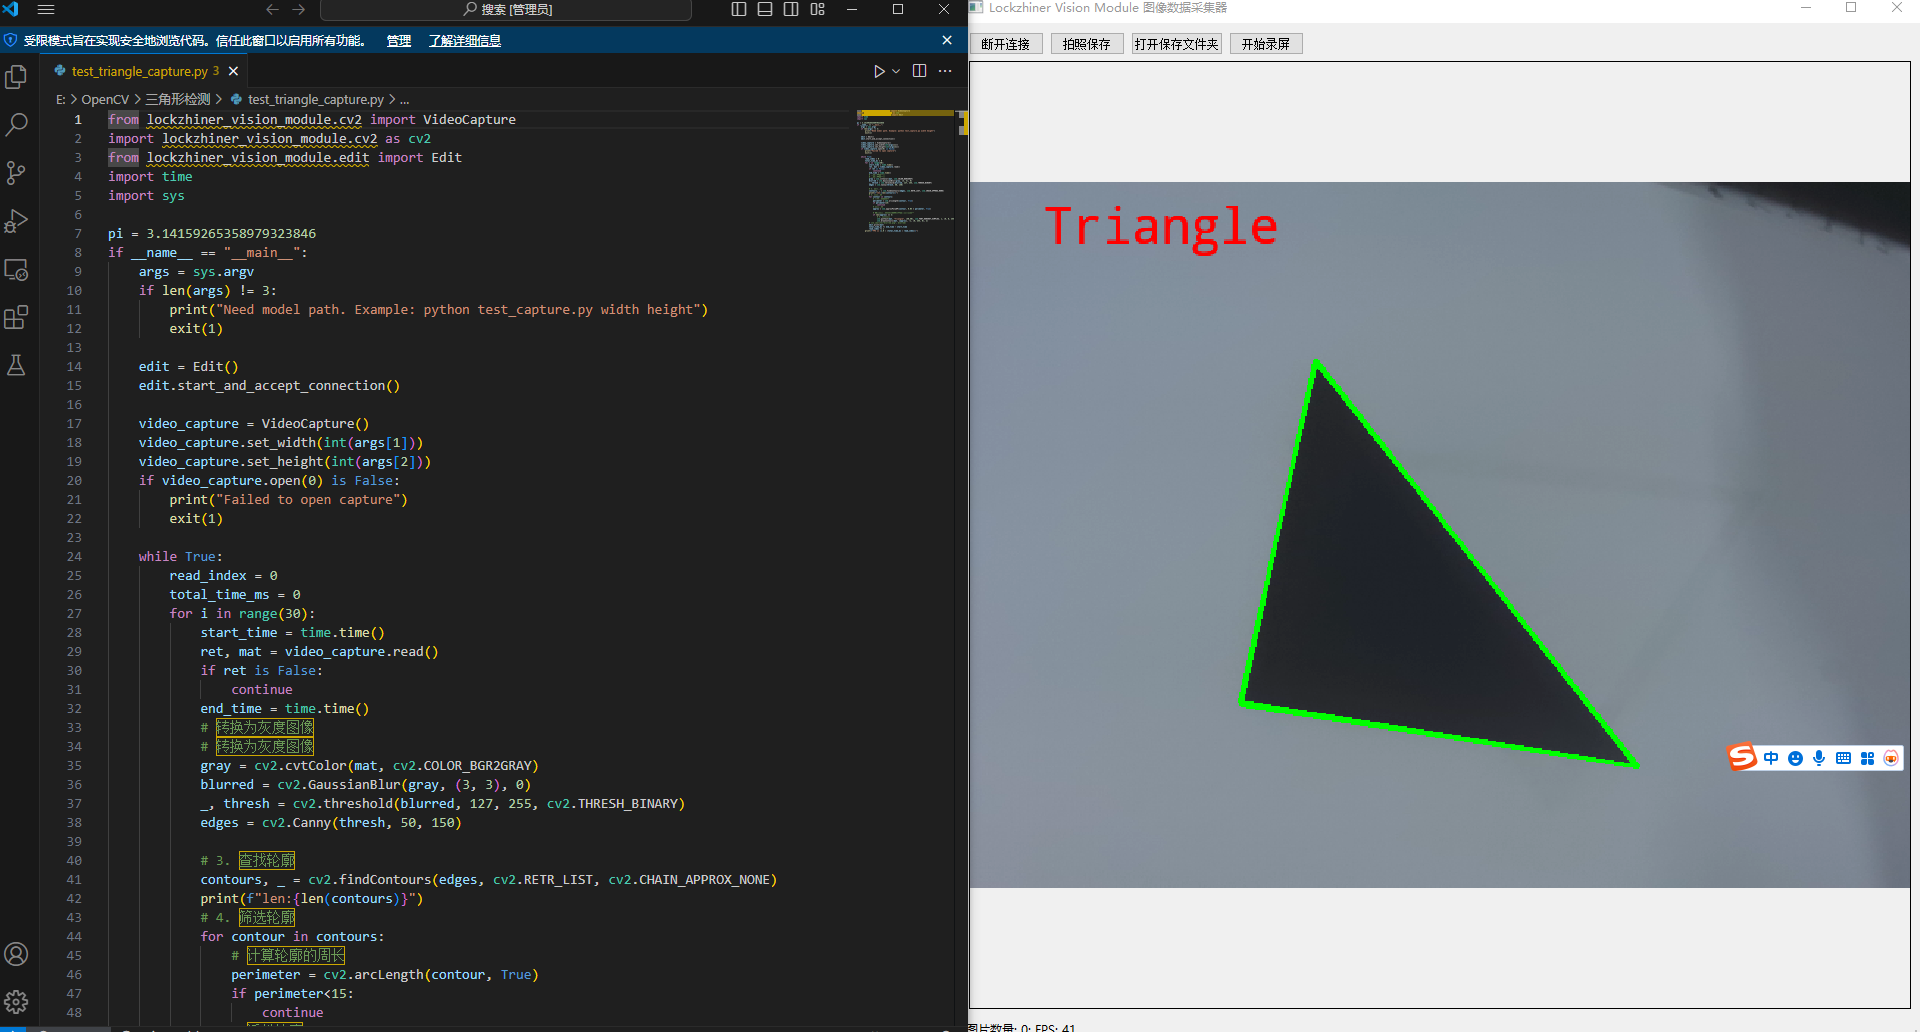 搜索 [管理员]
受限模式旨在实现安全地浏览代码。信任此窗口以启用所有功能。 管理 了解详细信息
test_triangle_capture.py 3
E: > OpenCV > 三角形检测 > test_triangle_capture.py > ...
1 from lockzhiner_vision_module.cv2 import VideoCapture
2 import lockzhiner_vision_module.cv2 as cv2
3 from lockzhiner_vision_module.edit import Edit
4 import time
5 import sys
6
7 pi = 3.14159265358979323846
8 if __name__ == "__main__":
9 args = sys.argv
10 if len(args) != 3:
11 print("Need model path. Example: python test_capture.py width height")
12 exit(1)
13
14 edit = Edit()
15 edit.start_and_accept_connection()
16
17 video_capture = VideoCapture()
18 video_capture.set_width(int(args[1]))
19 video_capture.set_height(int(args[2]))
20 if video_capture.open(0) is False:
21 print("Failed to open capture")
22 exit(1)
23
24 while True:
25 read_index = 0
26 total_time_ms = 0
27 for i in range(30):
28 start_time = time.time()
29 ret, mat = video_capture.read()
30 if ret is False:
31 continue
32 end_time = time.time()
33 # 转换为灰度图像
34 # 转换为灰度图像
35 gray = cv2.cvtColor(mat, cv2.COLOR_BGR2GRAY)
36 blurred = cv2.GaussianBlur(gray, (3, 3), 0)
37 _, thresh = cv2.threshold(blurred, 127, 255, cv2.THRESH_BINARY)
38 edges = cv2.Canny(thresh, 50, 150)
39
40 # 3. 查找轮廓
41 contours, _ = cv2.findContours(edges, cv2.RETR_LIST, cv2.CHAIN_APPROX_NONE)
42 print(f"len:{len(contours)}")
43 # 4. 筛选轮廓
44 for contour in contours:
45 # 计算轮廓的周长
46 perimeter = cv2.arcLength(contour, True)
47 if perimeter<15:
48 continue
Lockzhiner Vision Module 图像数据采集器
断开连接 拍照保存 打开保存文件夹 开始录屏
Triangle
中
图片数量: 0; FPS: 41